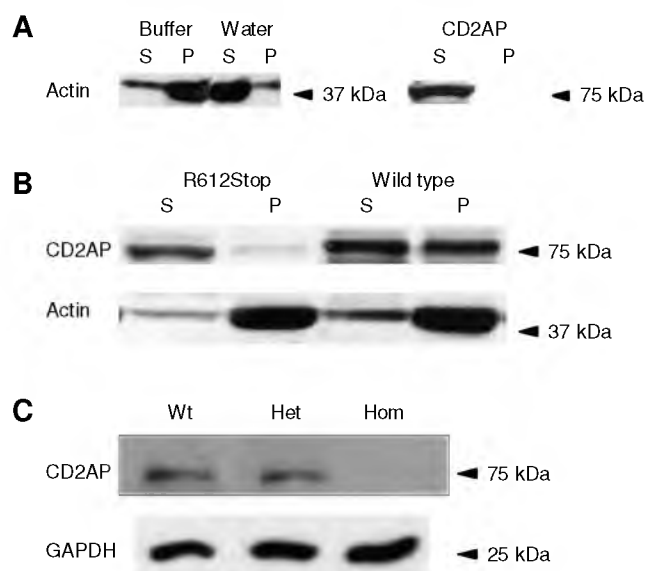 A
Buffer Water CD2AP
S P S P S P
Actin ◄ 37 kDa ◄ 75 kDa
B
R612Stop Wild type
S P S P
CD2AP ◄ 75 kDa
Actin ◄ 37 kDa
C
Wt Het Hom
CD2AP ◄ 75 kDa
GAPDH ◄ 25 kDa